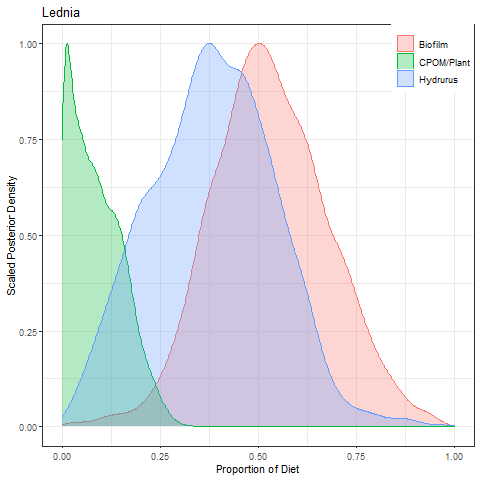 Lednia
Biofilm
CPOM/Plant
Hydrurus
Scaled Posterior Density
1.00
0.75
0.50
0.25
0.00
0.00 0.25 0.50 0.75 1.00
Proportion of Diet